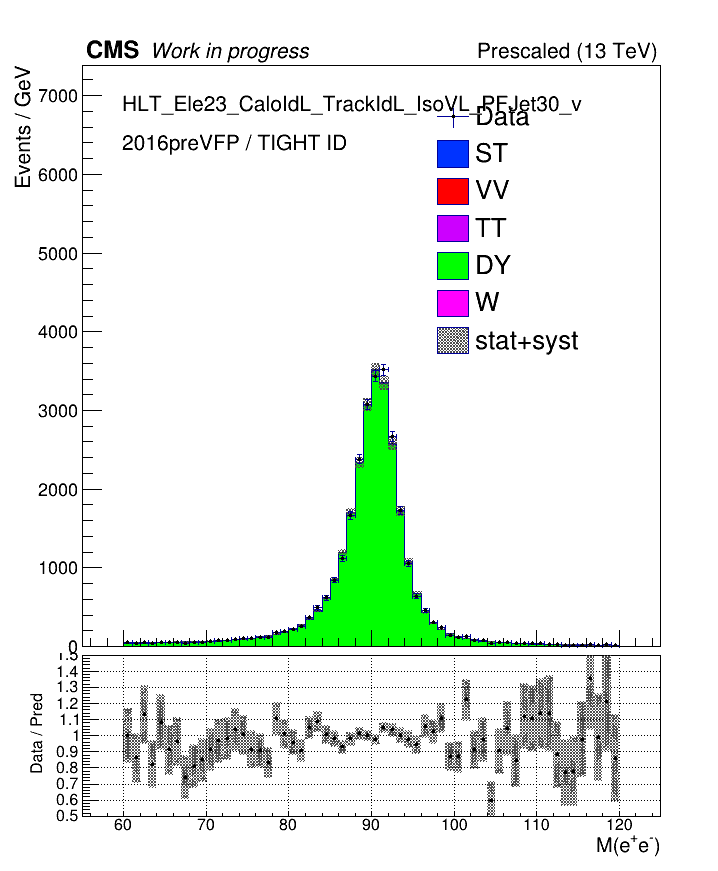 CMS Work in progress Prescaled (13 TeV)
Events / GeV
7000
6000
5000
4000
3000
2000
1000
0
HLT_Ele23_CaloIdL_TrackIdL_IsoVL_PFJet30_v
2016preVFP / TIGHT ID
Data
ST
VV
TT
DY
W
stat+syst
Data / Pred
1.5
1.4
1.3
1.2
1.1
1
0.9
0.8
0.7
0.6
0.5
60 70 80 90 100 110 120
M(e⁺e⁻)